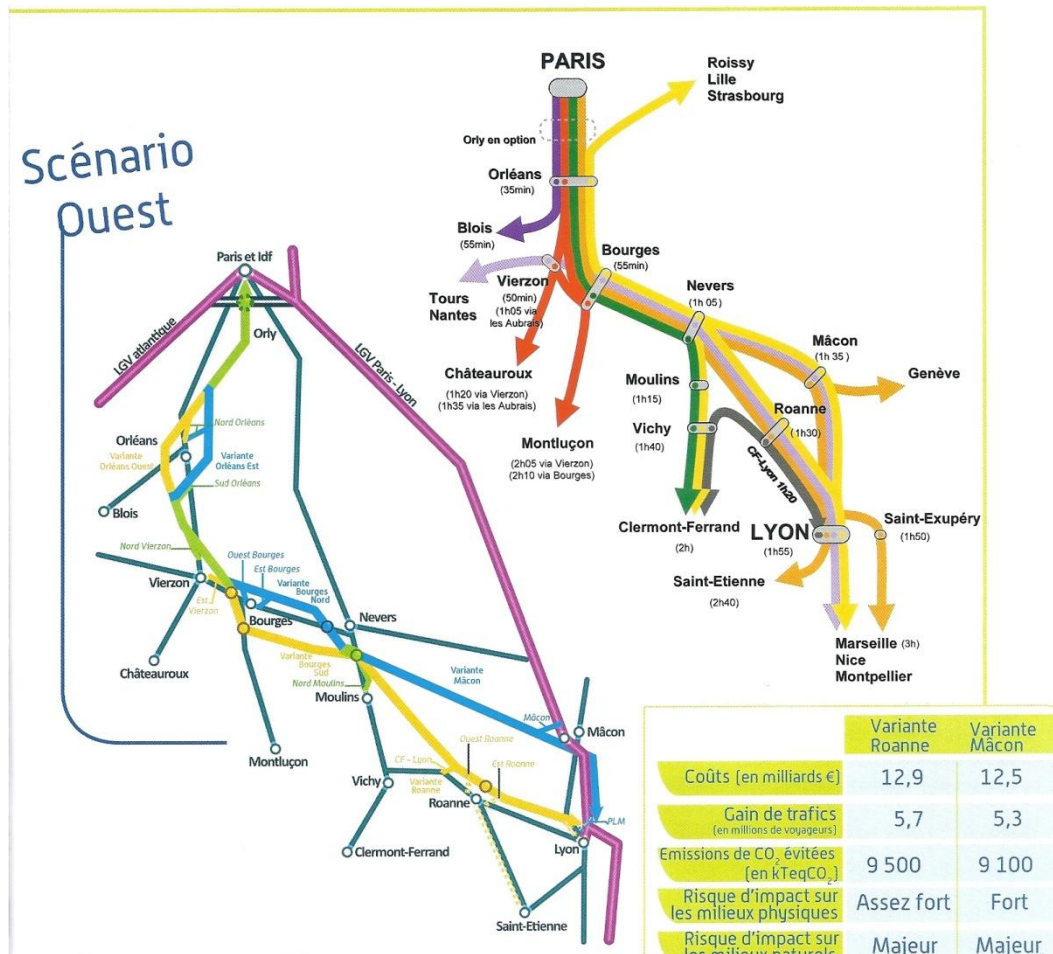 Scénario
Ouest
PARIS
Roissy
Lille
Strasbourg
Orly en option
Orléans
(35min)
Blois
(55min)
Bourges
(55min)
Vierzon
(50min)
(1h05 via
les Aubrais)
Tours
Nantes
Nevers
(1h 05)
Mâcon
(1h 35)
Genève
Châteauroux
(1h20 via Vierzon)
(1h35 via les Aubrais)
Moulins
(1h15)
Roanne
(1h30)
Vichy
(1h40)
Montluçon
(2h05 via Vierzon)
(2h10 via Bourges)
CF-Lyon 1h20
Clermont-Ferrand
(2h)
LYON
(1h55)
Saint-Exupéry
(1h50)
Saint-Etienne
(2h40)
Marseille (3h)
Nice
Montpellier
Paris et Idf
LGV atlantique
Orly
LGV Paris - Lyon
Nord Orléans
Orléans
Variante
Orléans Ouest
Variante
Orléans Est
Sud Orléans
Blois
Nord Vierzon
Ouest Bourges
Est Bourges
Vierzon
Variante
Bourges
Nord
Est
Vierzon
Bourges
Nevers
Châteauroux
Variante
Bourges
Sud
Variante
Mâcon
Nord Moulins
Moulins
Mâcon
Mâcon
Montluçon
Ouest Roanne
CF - Lyon
Est Roanne
Vichy
Variante
Roanne
Roanne
PLM
Lyon
Clermont-Ferrand
Saint-Etienne
Variante
Roanne
Variante
Mâcon
Coûts (en milliards €)
12,9
12,5
Gain de trafics
(en millions de voyageurs)
5,7
5,3
Emissions de CO₂ évitées
(en kTeqCO₂)
9 500
9 100
Risque d'impact sur
les milieux physiques
Assez fort
Fort
Risque d'impact sur
les milieux naturels
Majeur
Majeur